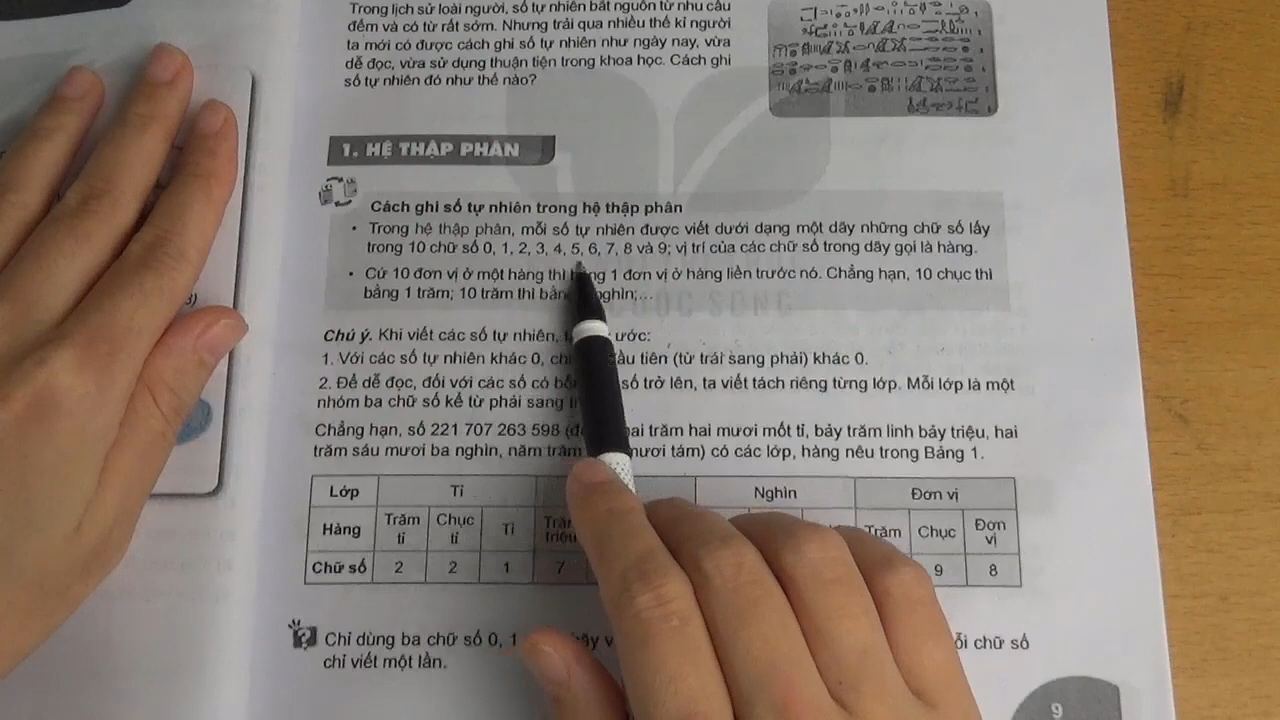 Trong lịch sử loài người, số tự nhiên bắt nguồn từ nhu cầu
đếm và có từ rất sớm. Nhưng trải qua nhiều thế kỉ người
ta mới có được cách ghi số tự nhiên như ngày nay, vừa
dễ đọc, vừa sử dụng thuận tiện trong khoa học. Cách ghi
số tự nhiên đó như thế nào?
1. HỆ THẬP PHÂN
Cách ghi số tự nhiên trong hệ thập phân
• Trong hệ thập phân, mỗi số tự nhiên được viết dưới dạng một dãy những chữ số lấy
trong 10 chữ số 0, 1, 2, 3, 4, 5, 6, 7, 8 và 9; vị trí của các chữ số trong dãy gọi là hàng.
• Cứ 10 đơn vị ở một hàng thì 1 đơn vị ở hàng liền trước nó. Chẳng hạn, 10 chục thì
bằng 1 trăm; 10 trăm thì nghìn;...
CUỘC SỐNG
Chú ý. Khi viết các số tự nhiên, ước:
1. Với các số tự nhiên khác 0, đầu tiên (từ trái sang phải) khác 0.
2. Để dễ đọc, đối với các số có số trở lên, ta viết tách riêng từng lớp. Mỗi lớp là một
nhóm ba chữ số kể từ phải sang
Chẳng hạn, số 221 707 263 598 hai trăm hai mươi mốt tỉ, bảy trăm linh bảy triệu, hai
trăm sáu mươi ba nghìn, năm trăm mươi tám) có các lớp, hàng nêu trong Bảng 1.
Lớp Tỉ Nghìn Đơn vị
Hàng Trăm tỉ Chục tỉ Tỉ Trăm triệu Trăm Chục Đơn vị
Chữ số 2 2 1 7 9 8
Chỉ dùng ba chữ số 0, 1 chữ số
chỉ viết một lần.
9